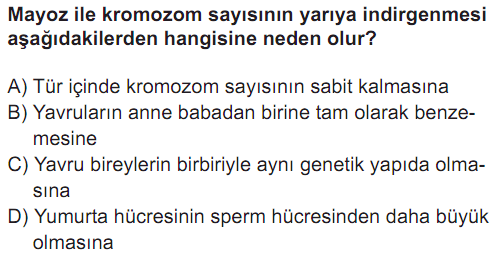 Mayoz ile kromozom sayısının yarıya indirgenmesi
aşağıdakilerden hangisine neden olur?
A) Tür içinde kromozom sayısının sabit kalmasına
B) Yavruların anne babadan birine tam olarak benze-
mesine
C) Yavru bireylerin birbiriyle aynı genetik yapıda olma-
sına
D) Yumurta hücresinin sperm hücresinden daha büyük
olmasına